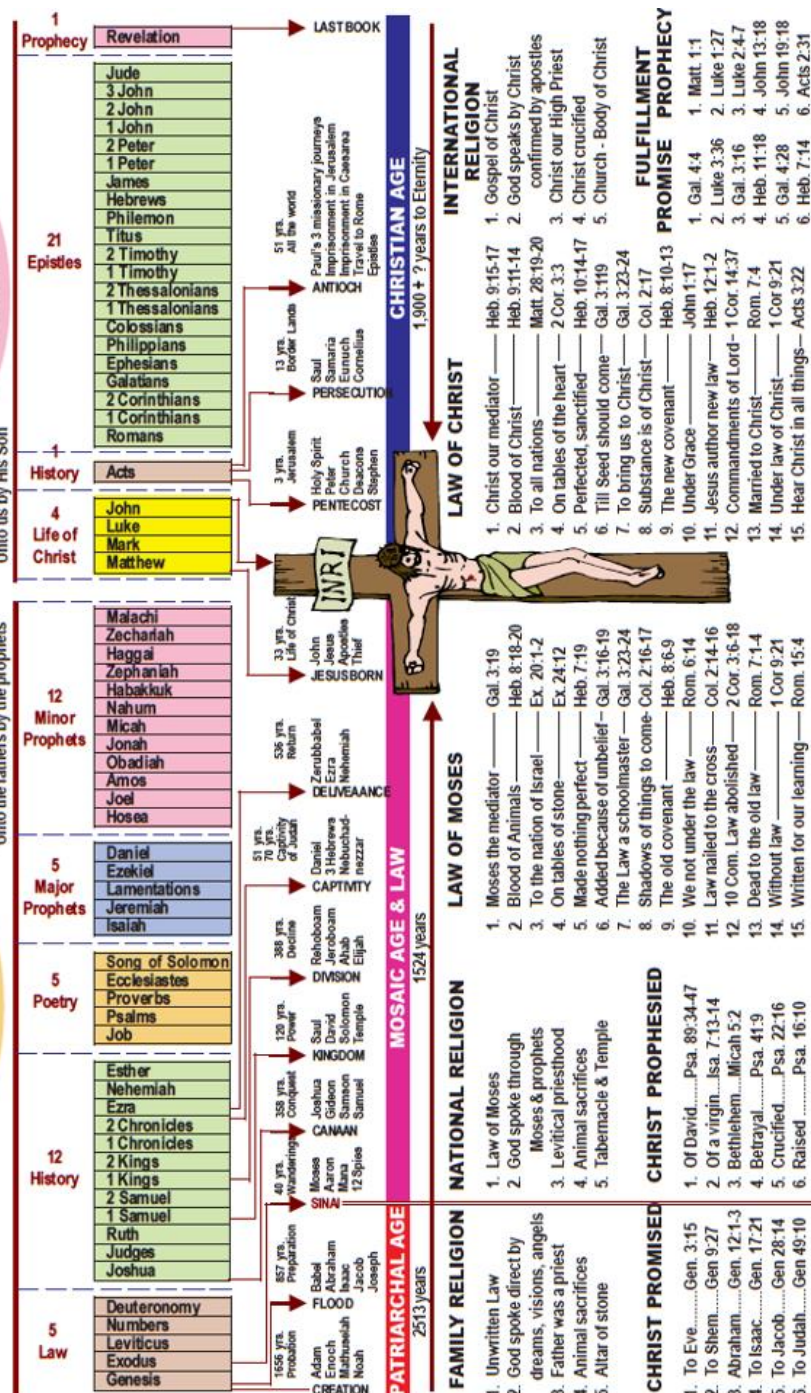 Unto us by His Son
Unto the fathers by the prophets
1
Prophecy
Revelation
21
Epistles
Jude
3 John
2 John
1 John
2 Peter
1 Peter
James
Hebrews
Philemon
Titus
2 Timothy
1 Timothy
2 Thessalonians
1 Thessalonians
Colossians
Philippians
Ephesians
Galatians
2 Corinthians
1 Corinthians
Romans
1
History
Acts
4
Life of
Christ
John
Luke
Mark
Matthew
12
Minor
Prophets
Malachi
Zechariah
Haggai
Zephaniah
Habakkuk
Nahum
Micah
Jonah
Obadiah
Amos
Joel
Hosea
5
Major
Prophets
Daniel
Ezekiel
Lamentations
Jeremiah
Isaiah
5
Poetry
Song of Solomon
Ecclesiastes
Proverbs
Psalms
Job
12
History
Esther
Nehemiah
Ezra
2 Chronicles
1 Chronicles
2 Kings
1 Kings
2 Samuel
1 Samuel
Ruth
Judges
Joshua
5
Law
Deuteronomy
Numbers
Leviticus
Exodus
Genesis
LAST BOOK
51 yrs.
All the world
Paul's 3 missionary journeys
Imprisonment in Jerusalem
Imprisonment in Caesarea
Travel to Rome
Epistles
ANTIOCH
13 yrs.
Border Lands
Saul
Samaria
Eunuch
Cornelius
PERSECUTION
3 yrs.
Jerusalem
Holy Spirit
Peter
Church
Deacons
Stephen
PENTECOST
33 yrs.
Life of Christ
John
Jesus
Apostles
Thief
JESUS BORN
536 yrs.
Return
Zerubbabel
Ezra
Nehemiah
DELIVEAANCE
51 yrs.
70 yrs.
Captivity
of Judah
Daniel
3 Hebrews
Nebuchad-
nezzar
CAPTIVITY
388 yrs.
Decline
Rehoboam
Jeroboam
Ahab
Elijah
DIVISION
120 yrs.
Power
Saul
David
Solomon
Temple
KINGDOM
358 yrs.
Conquest
Joshua
Gideon
Samson
Samuel
CANAAN
40 yrs.
Wanderings
Moses
Aaron
Mana
12 Spies
SINAI
857 yrs.
Preparation
Babel
Abraham
Isaac
Jacob
Joseph
FLOOD
1656 yrs.
Probation
Adam
Enoch
Mathuselah
Noah
CREATION
PATRIARCHAL AGE
MOSAIC AGE & LAW
CHRISTIAN AGE
2513 years
1524 years
1,900 + ? years to Eternity
INRI
FAMILY RELIGION
1. Unwritten Law
2. God spoke direct by
dreams, visions, angels
3. Father was a priest
4. Animal sacrifices
5. Altar of stone
NATIONAL RELIGION
1. Law of Moses
2. God spoke through
Moses & prophets
3. Levitical priesthood
4. Animal sacrifices
5. Tabernacle & Temple
LAW OF MOSES
1. Moses the mediator — Gal. 3:19
2. Blood of Animals — Heb. 8:18-20
3. To the nation of Israel — Ex. 20:1-2
4. On tables of stone — Ex. 24:12
5. Made nothing perfect — Heb. 7:19
6. Added because of unbelief — Gal. 3:16-19
7. The Law a schoolmaster — Gal. 3:23-24
8. Shadows of things to come - Col. 2:16-17
9. The old covenant — Heb. 8:6-9
10. We not under the law — Rom. 6:14
11. Law nailed to the cross — Col. 2:14-16
12. 10 Com. Law abolished — 2 Cor. 3:6-18
13. Dead to the old law — Rom. 7:1-4
14. Without law — 1 Cor 9:21
15. Written for our learning — Rom. 15:4
LAW OF CHRIST
1. Christ our mediator — Heb. 9:15-17
2. Blood of Christ — Heb. 9:11-14
3. To all nations — Matt. 28:19-20
4. On tables of the heart — 2 Cor. 3:3
5. Perfected, sanctified — Heb. 10:14-17
6. Till Seed should come — Gal. 3:119
7. To bring us to Christ — Gal. 3:23-24
8. Substance is of Christ — Col. 2:17
9. The new covenant — Heb. 8:10-13
10. Under Grace — John 1:17
11. Jesus author new law — Heb. 12:1-2
12. Commandments of Lord – 1 Cor. 14:37
13. Married to Christ — Rom. 7:4
14. Under law of Christ — 1 Cor 9:21
15. Hear Christ in all things — Acts 3:22
INTERNATIONAL
RELIGION
1. Gospel of Christ
2. God speaks by Christ
confirmed by apostles
3. Christ our High Priest
4. Christ crucified
5. Church - Body of Christ
CHRIST PROMISED
1. To Eve.......Gen. 3:15
2. To Shem.....Gen 9:27
3. Abraham....Gen. 12:1-3
4. To Isaac......Gen. 17:21
5. To Jacob.....Gen 28:14
6. To Judah....Gen 49:10
CHRIST PROPHESIED
1. Of David........Psa. 89:34-47
2. Of a virgin....Isa. 7:13-14
3. Bethlehem.....Micah 5:2
4. Betrayal........Psa. 41:9
5. Crucified.......Psa. 22:16
6. Raised..........Psa. 16:10
FULFILLMENT
PROMISE PROPHECY
1. Gal. 4:4 1. Matt. 1:1
2. Luke 3:36 2. Luke 1:27
3. Gal. 3:16 3. Luke 2:4-7
4. Heb. 11:18 4. John 13:18
5. Gal. 4:28 5. John 19:18
6. Heb. 7:14 6. Acts 2:31